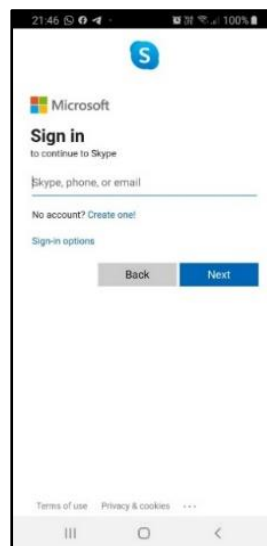 21:46 100%
S
Microsoft
Sign in
to continue to Skype
Skype, phone, or email
No account? Create one!
Sign-in options
Back Next
Terms of use Privacy & cookies ...